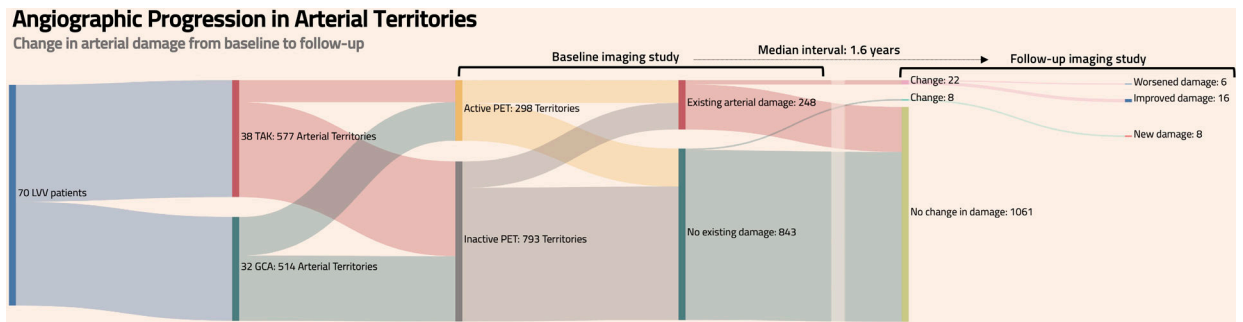 Angiographic Progression in Arterial Territories
Change in arterial damage from baseline to follow-up
Baseline imaging study
Median interval: 1.6 years
Follow-up imaging study
70 LVV patients
38 TAK: 577 Arterial Territories
32 GCA: 514 Arterial Territories
Active PET: 298 Territories
Inactive PET: 793 Territories
Existing arterial damage: 248
No existing damage: 843
Change: 22
Change: 8
No change in damage: 1061
Worsened damage: 6
Improved damage: 16
New damage: 8